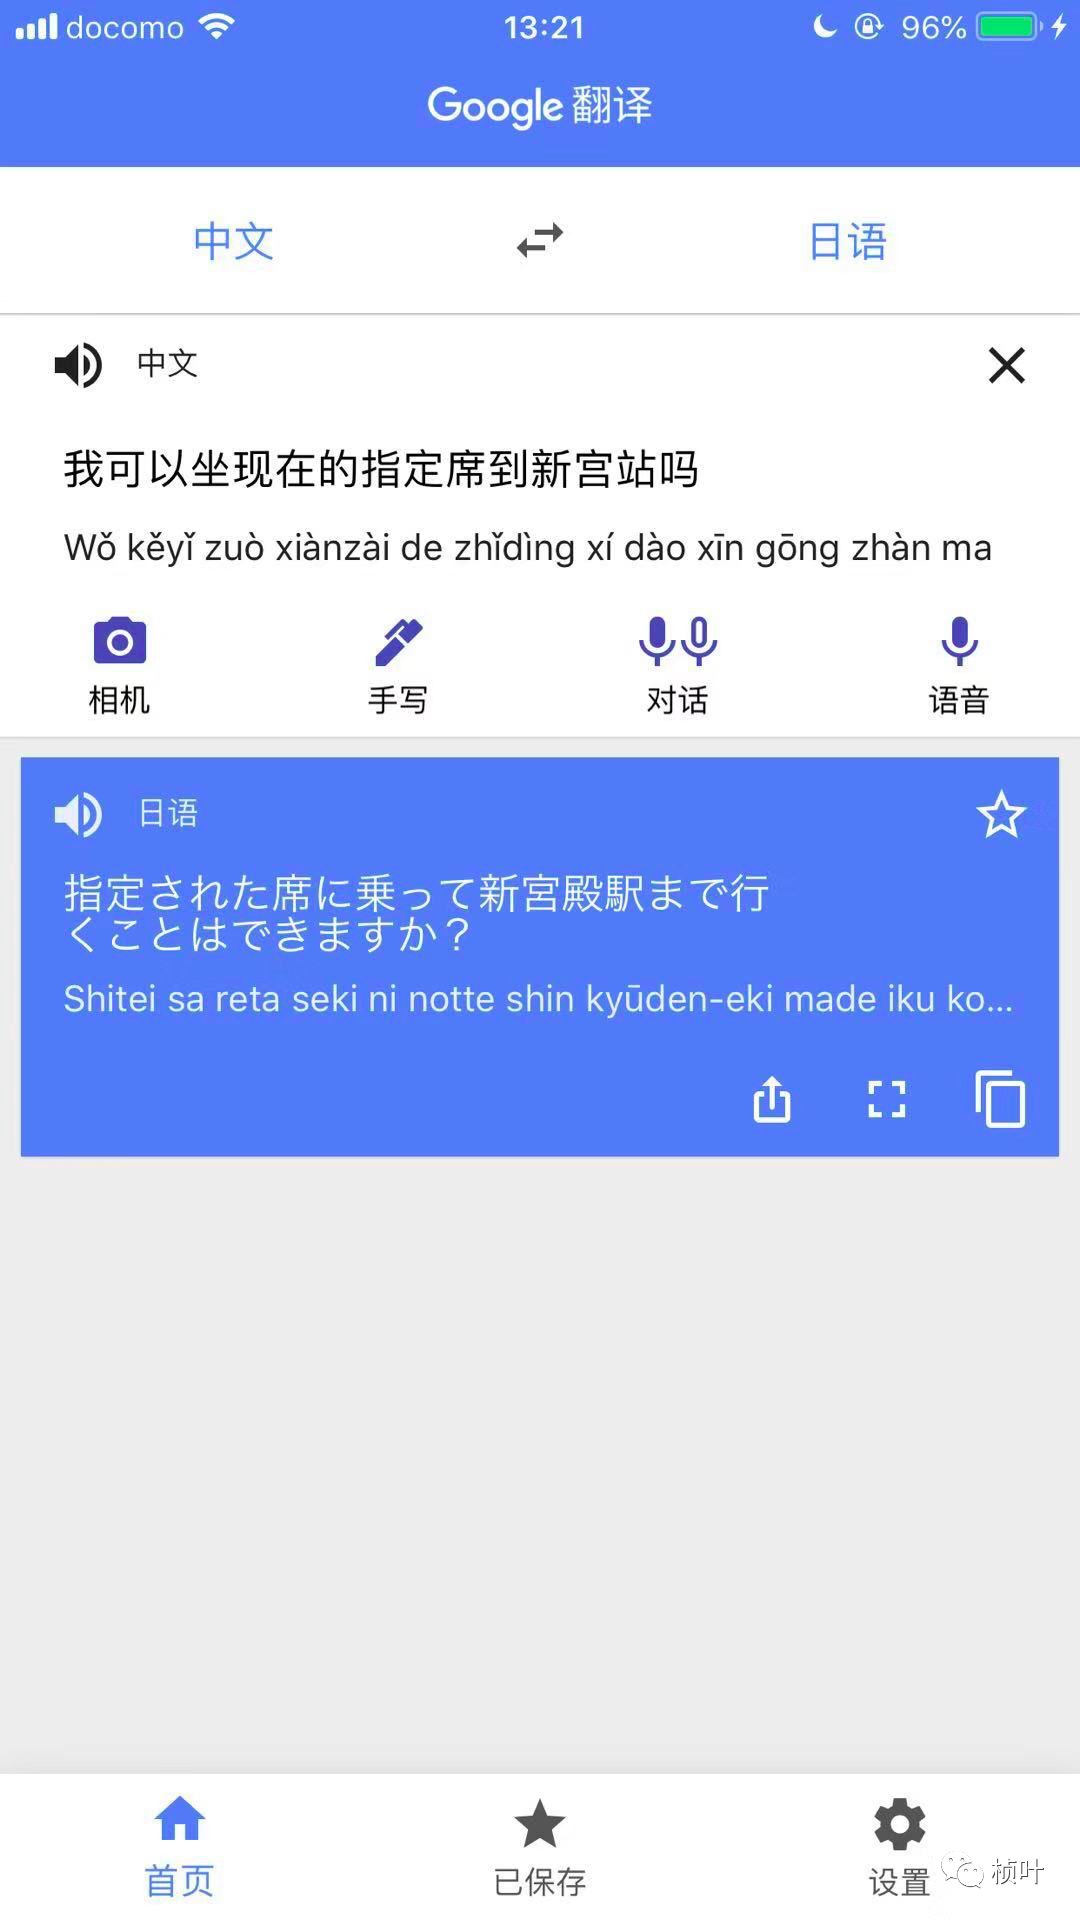 docomo 13:21 96%
Google 翻译
中文 日语
中文
我可以坐现在的指定席到新宫站吗
Wǒ kěyǐ zuò xiànzài de zhǐdìng xí dào xīn gōng zhàn ma
相机 手写 对话 语音
日语
指定された席に乗って新宮殿駅まで行
くことはできますか？
Shitei sa reta seki ni notte shin kyūden-eki made iku ko...
首页 已保存 设置
桢叶